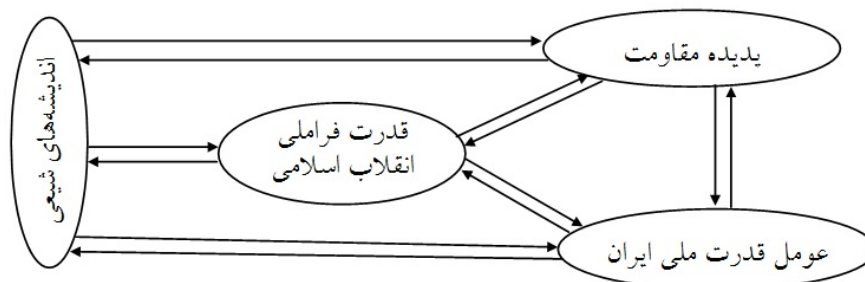 پدیده مقاومت
اندیشه‌های شیعی
قدرت فراملی
انقلاب اسلامی
عومل قدرت ملی ایران